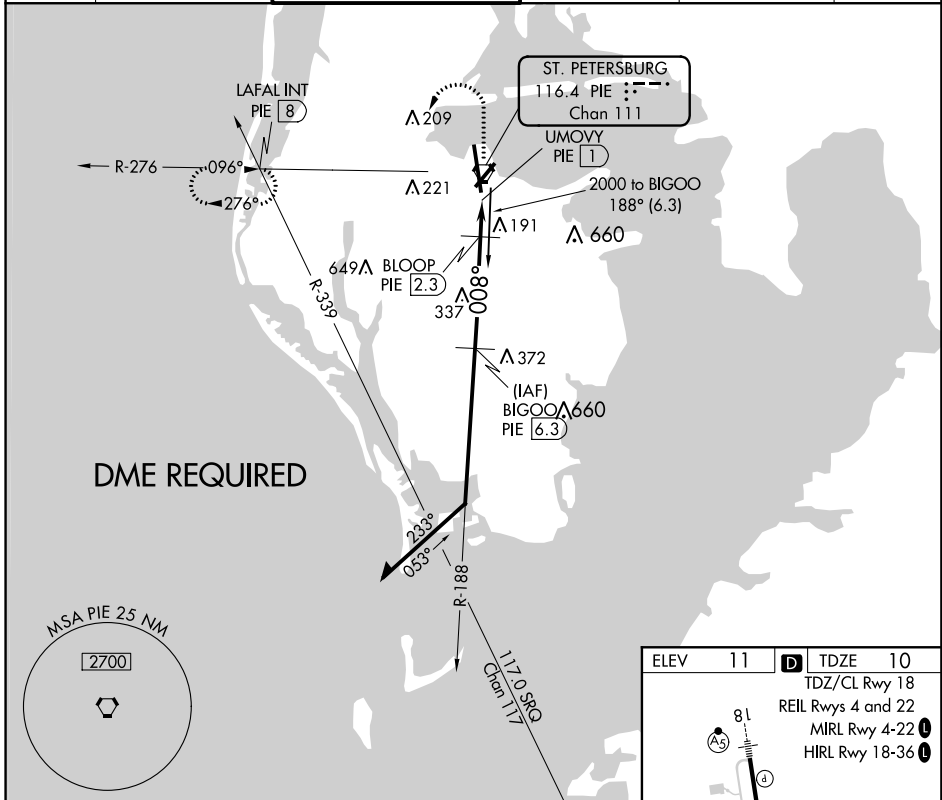 ST. PETERSBURG
116.4 PIE
Chan 111
LAFAL INT
PIE 8
209
UMOVY
PIE 1
R-276
096°
276°
221
2000 to BIGOO
188° (6.3)
191
660
649
BLOOP
PIE 2.3
R-339
337
008°
372
(IAF)
BIGOO
PIE 6.3
660
DME REQUIRED
233°
053°
R-188
117.0 SRQ
Chan 117
MSA PIE 25 NM
2700
ELEV 11 D TDZE 10
TDZ/CL Rwy 18
REIL Rwys 4 and 22
MIRL Rwy 4-22 L
HIRL Rwy 18-36 L
18
A5
P